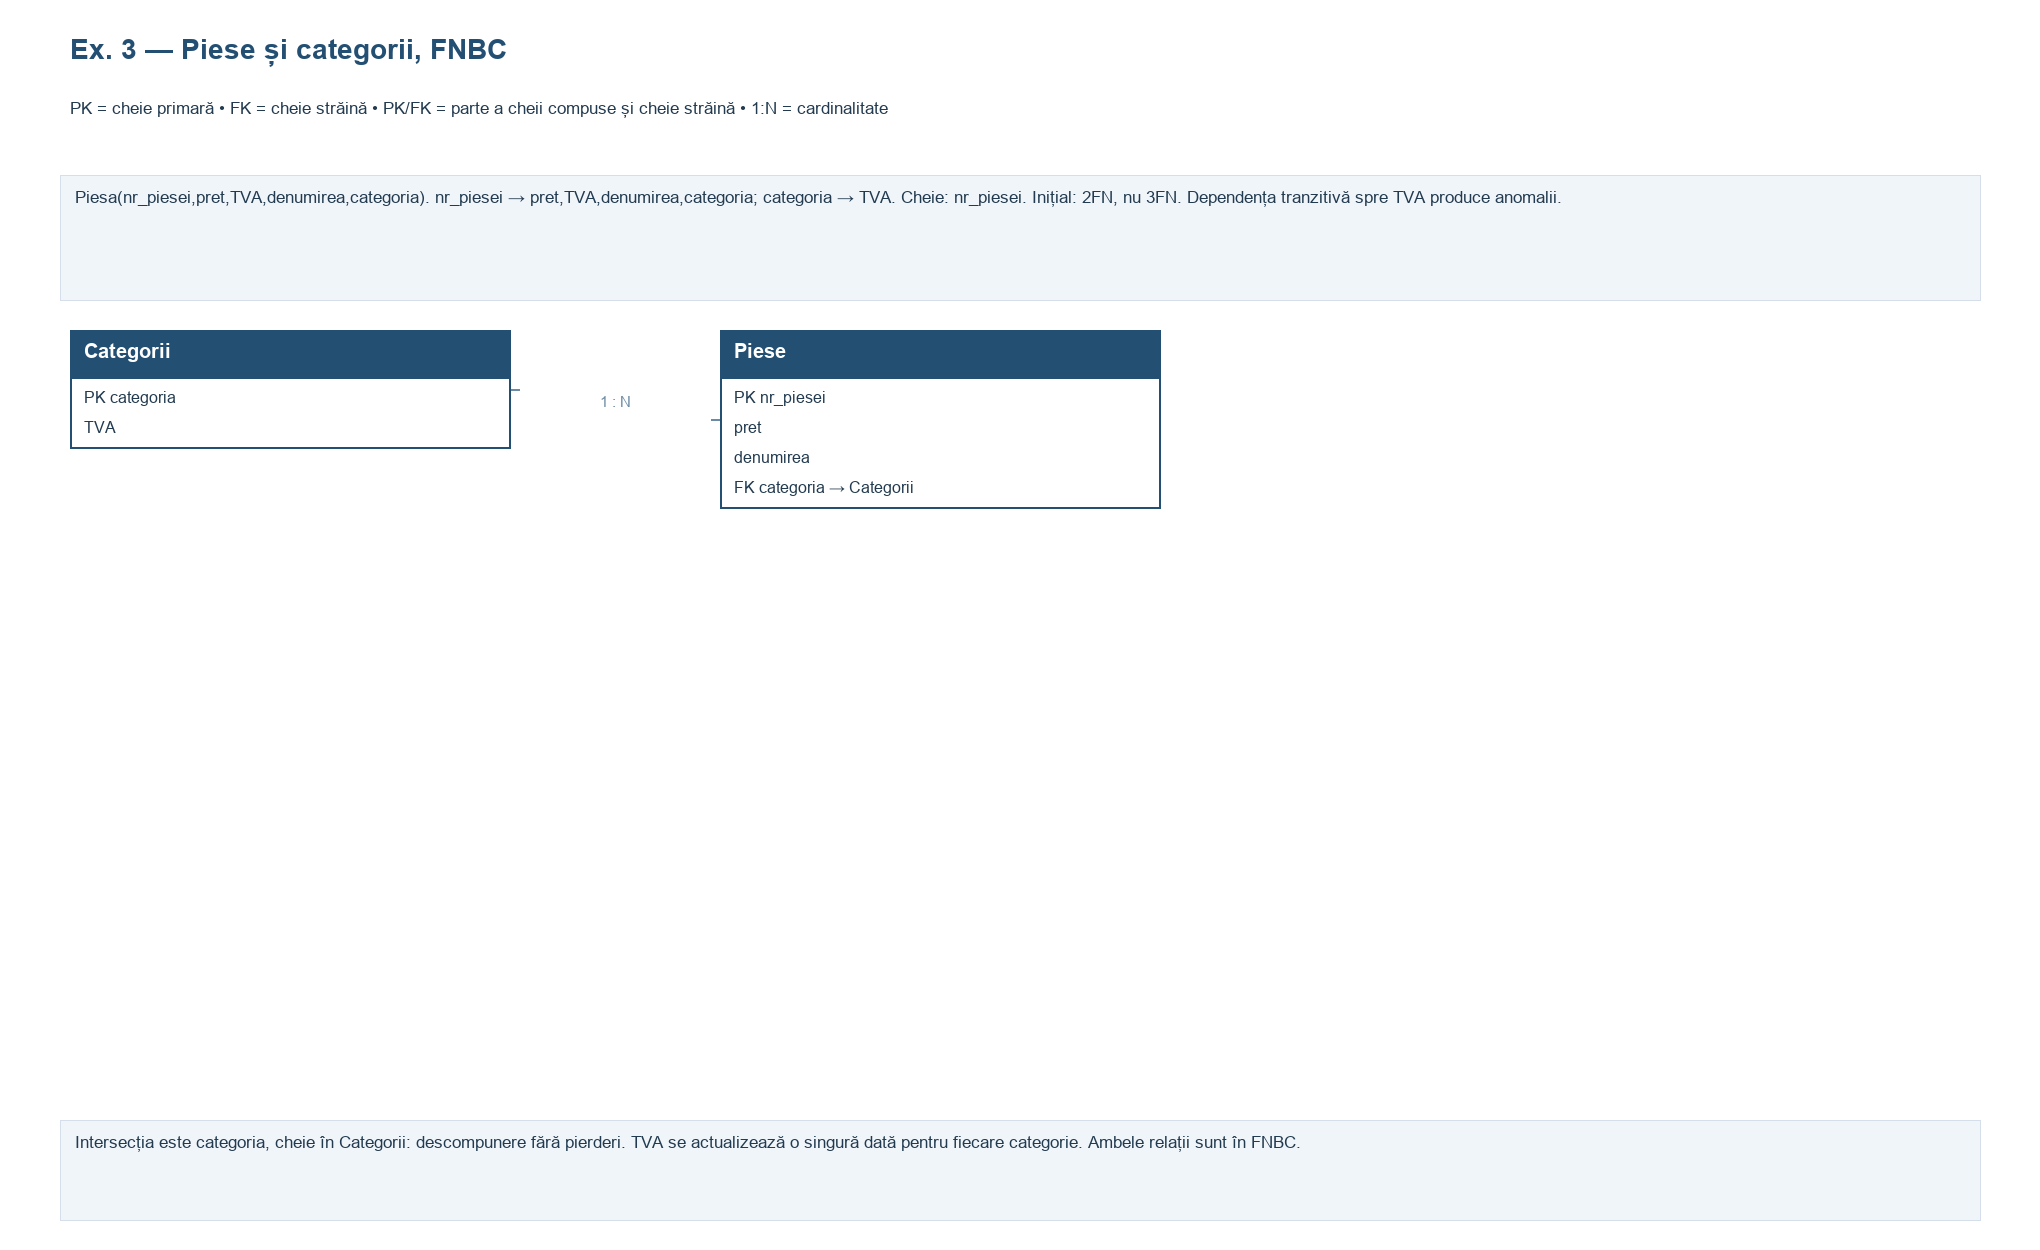 Ex. 3 — Piese și categorii, FNBC
PK = cheie primară • FK = cheie străină • PK/FK = parte a cheii compuse și cheie străină • 1:N = cardinalitate
Piesa(nr_piesei,pret,TVA,denumirea,categoria). nr_piesei → pret,TVA,denumirea,categoria; categoria → TVA. Cheie: nr_piesei. Inițial: 2FN, nu 3FN. Dependența tranzitivă spre TVA produce anomalii.
Categorii
PK categoria
TVA
1 : N
Piese
PK nr_piesei
pret
denumirea
FK categoria → Categorii
Intersecția este categoria, cheie în Categorii: descompunere fără pierderi. TVA se actualizează o singură dată pentru fiecare categorie. Ambele relații sunt în FNBC.